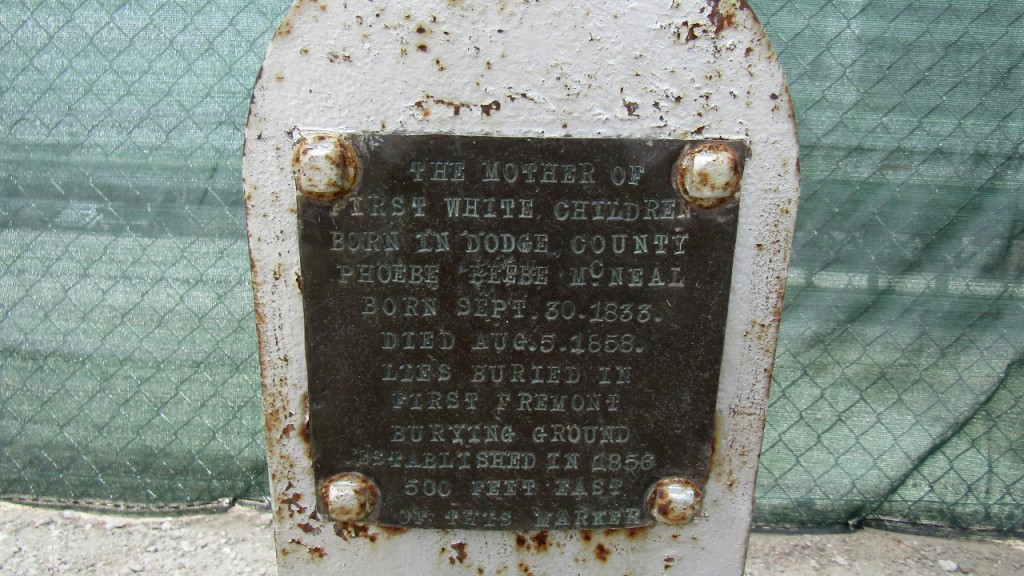 THE MOTHER OF
FIRST WHITE CHILDREN
BORN IN DODGE COUNTY
PHOEBE BEEBE McNEAL
BORN SEPT. 30. 1833.
DIED AUG. 5. 1858.
LIES BURIED IN
FIRST FREMONT
BURYING GROUND
ESTABLISHED IN 1856
500 FEET EAST
OF THIS MARKER